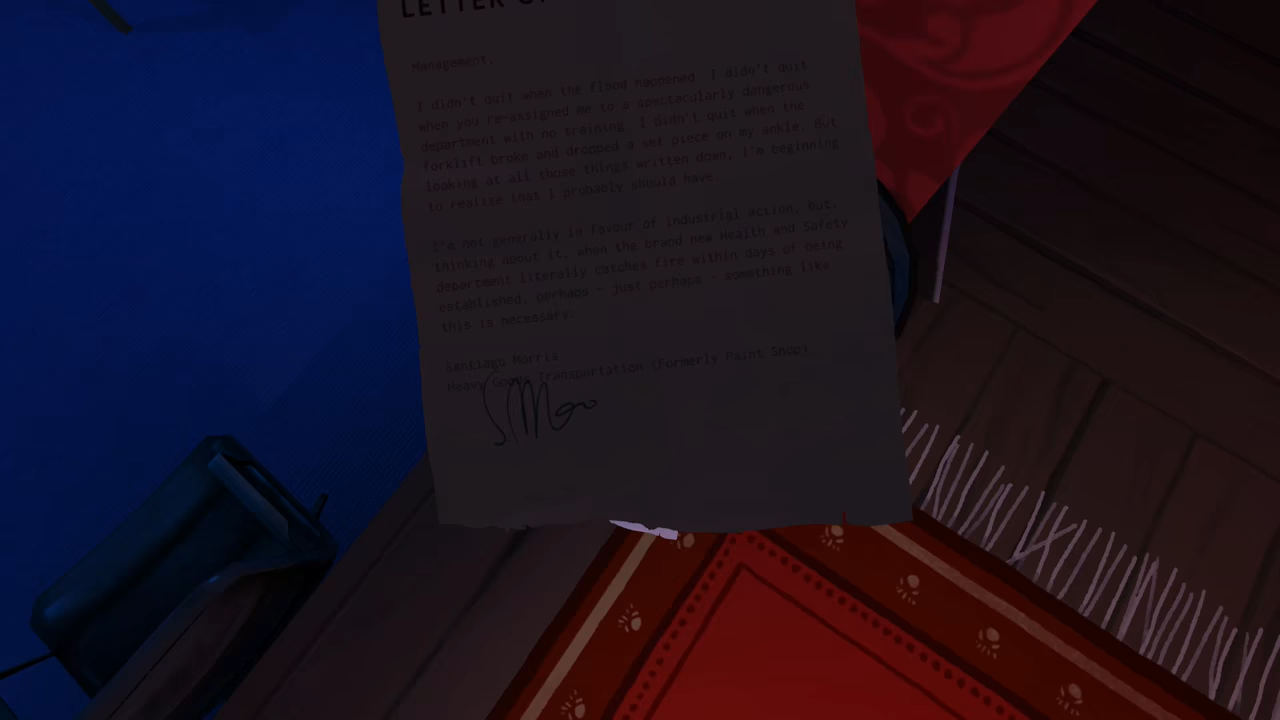 LETTER O
Management,
I didn't quit when the flood happened. I didn't quit
when you re-assigned me to a spectacularly dangerous
department with no training. I didn't quit when the
forklift broke and dropped a set piece on my ankle. But
looking at all those things written down, I'm beginning
to realise that I probably should have.
I'm not generally in favour of industrial action, but,
thinking about it, when the brand new Health and Safety
department literally catches fire within days of being
established, perhaps - just perhaps - something like
this is necessary.
Santiago Morris
Heavy Goods Transportation (Formerly Paint Shop)
S Mo